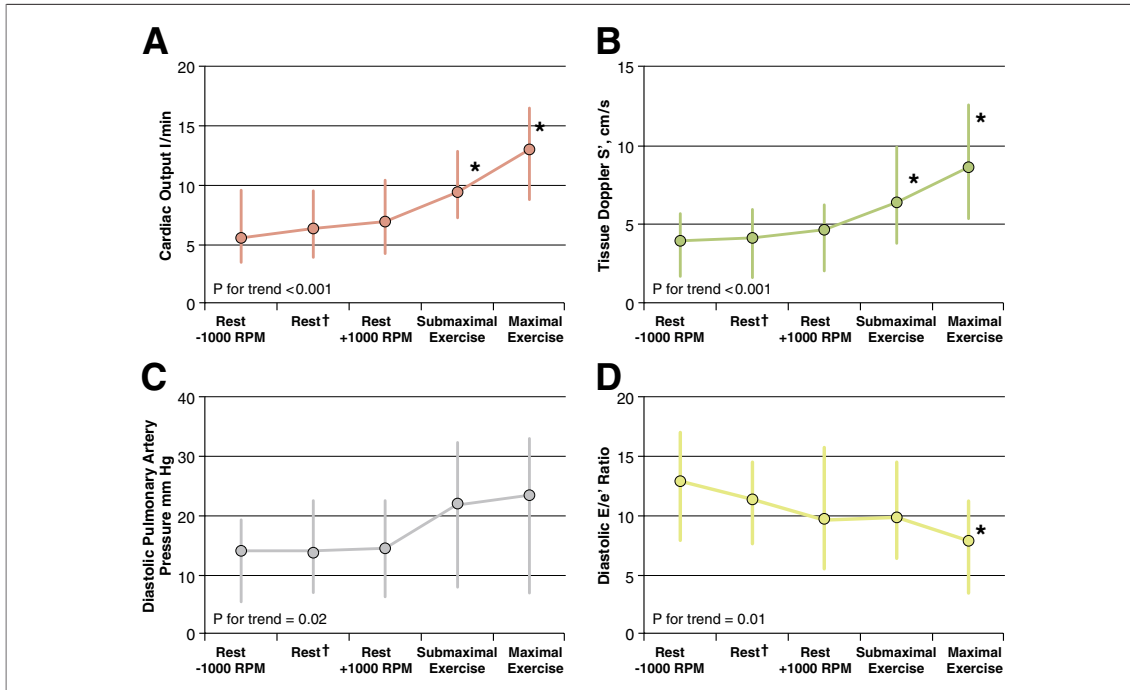 A
Cardiac Output l/min
20
15
10
5
0
*
*
P for trend <0.001
Rest
-1000 RPM
Rest†
Rest
+1000 RPM
Submaximal
Exercise
Maximal
Exercise
B
Tissue Doppler S', cm/s
15
10
5
0
*
*
P for trend <0.001
Rest
-1000 RPM
Rest†
Rest
+1000 RPM
Submaximal
Exercise
Maximal
Exercise
C
Diastolic Pulmonary Artery
Pressure mm Hg
40
30
20
10
0
P for trend = 0.02
Rest
-1000 RPM
Rest†
Rest
+1000 RPM
Submaximal
Exercise
Maximal
Exercise
D
Diastolic E/e' Ratio
20
15
10
5
0
*
P for trend = 0.01
Rest
-1000 RPM
Rest†
Rest
+1000 RPM
Submaximal
Exercise
Maximal
Exercise